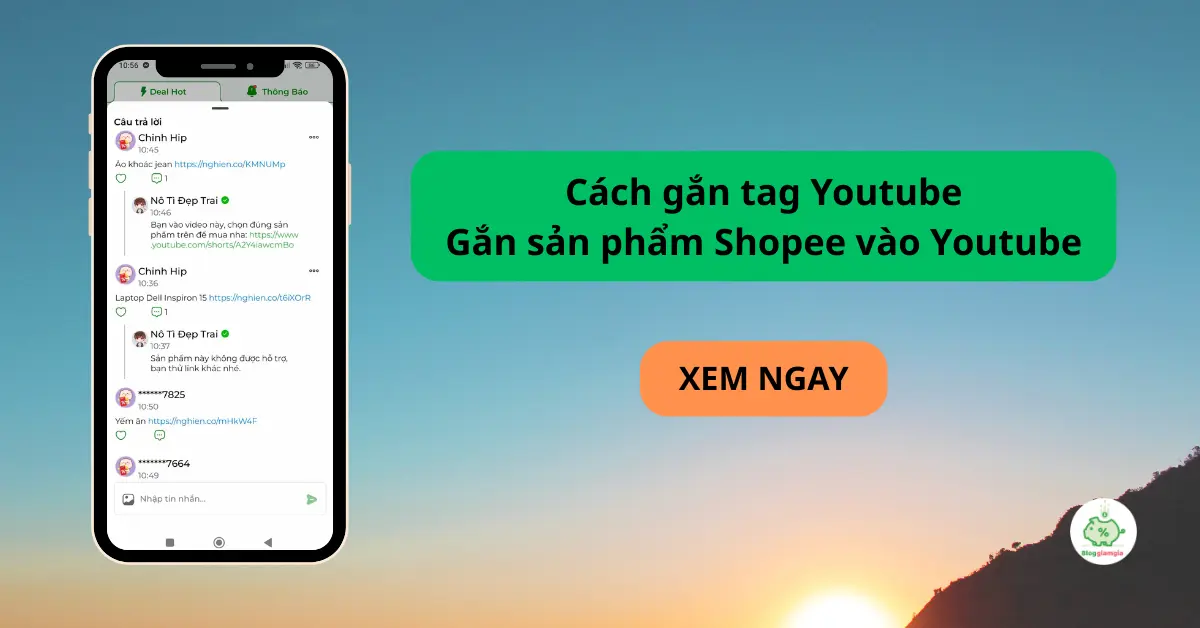 10:56
Deal Hot
Thông Báo
Câu trả lời
Chinh Hip
10:45
Áo khoác jean https://nghien.co/KMNUMp
1
Nô Tì Đẹp Trai
10:46
Bạn vào video này, chọn đúng sản
phẩm trên để mua nha: https://www
.youtube.com/shorts/A2Y4iawcmBo
Chinh Hip
10:36
Laptop Dell Inspiron 15 https://nghien.co/t6iXOrR
1
Nô Tì Đẹp Trai
10:37
Sản phẩm này không được hỗ trợ,
bạn thử link khác nhé.
******7825
10:50
Yếm ăn https://nghien.co/mHkW4F
*******7664
10:49
Nhập tin nhắn...
Cách gắn tag Youtube
Gắn sản phẩm Shopee vào Youtube
XEM NGAY
%
Bloggiamgia